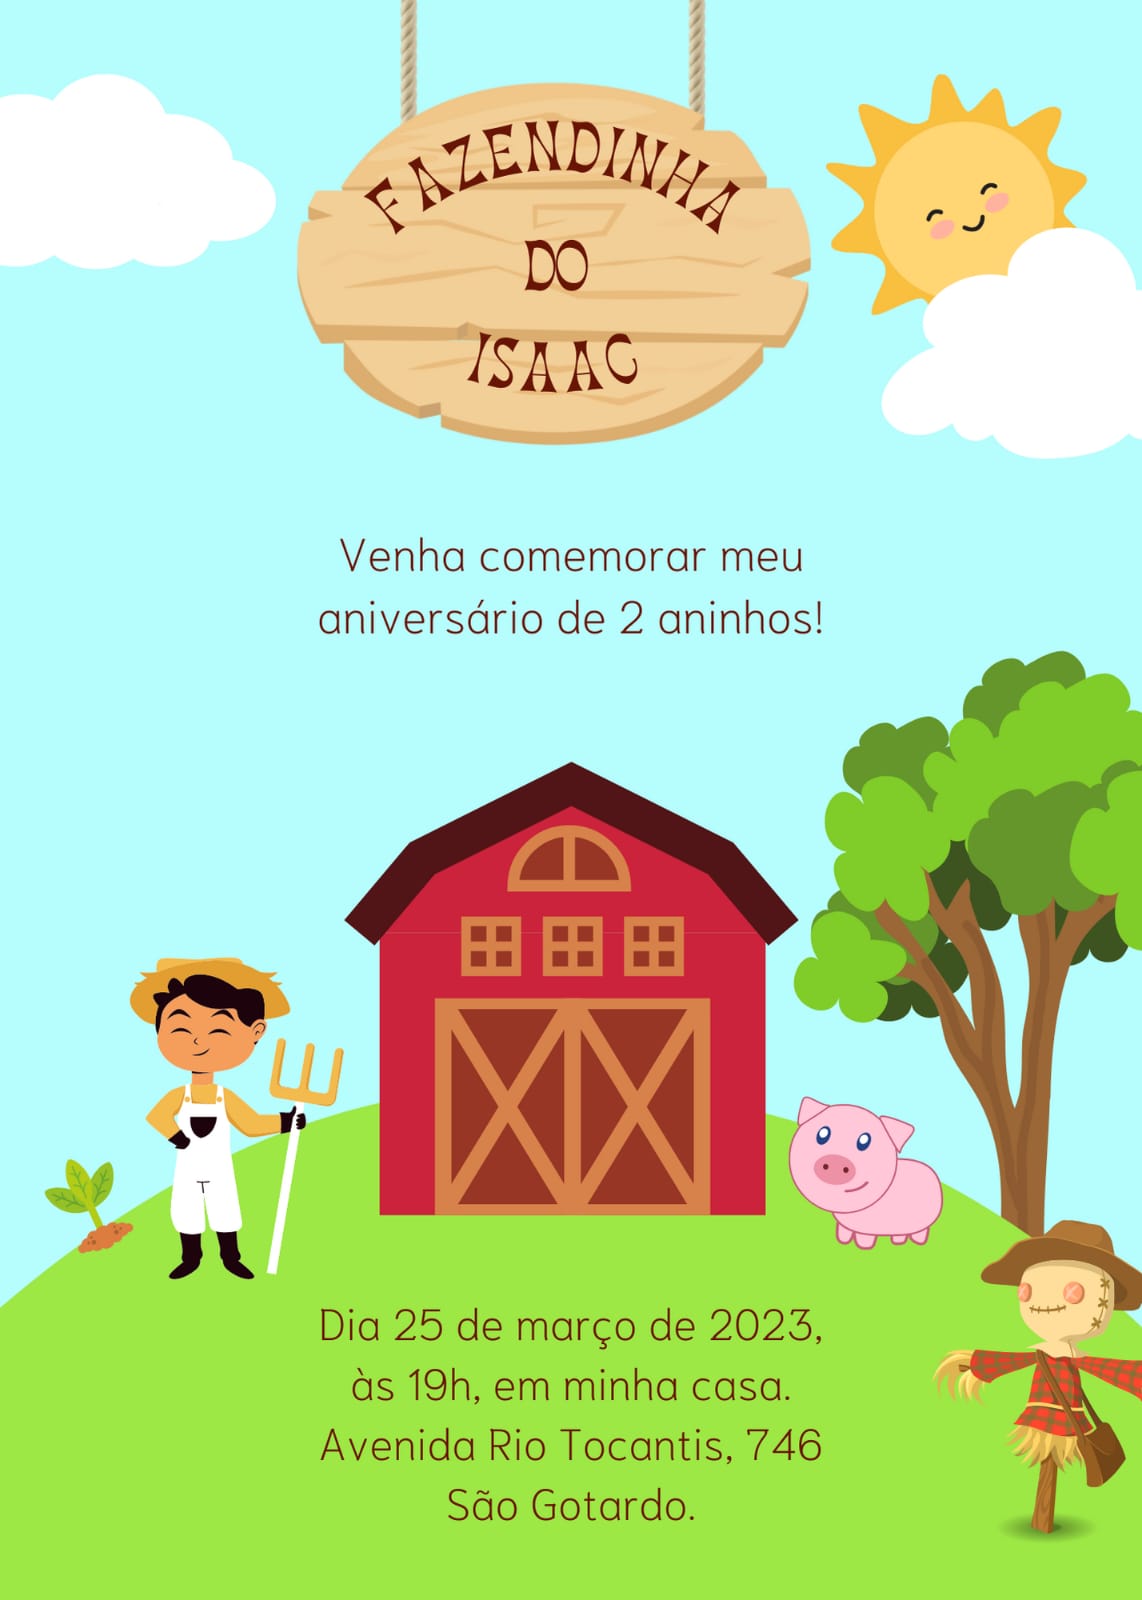 FAZENDINHA
DO
ISAAC
Venha comemorar meu
aniversário de 2 aninhos!
Dia 25 de março de 2023,
às 19h, em minha casa.
Avenida Rio Tocantis, 746
São Gotardo.